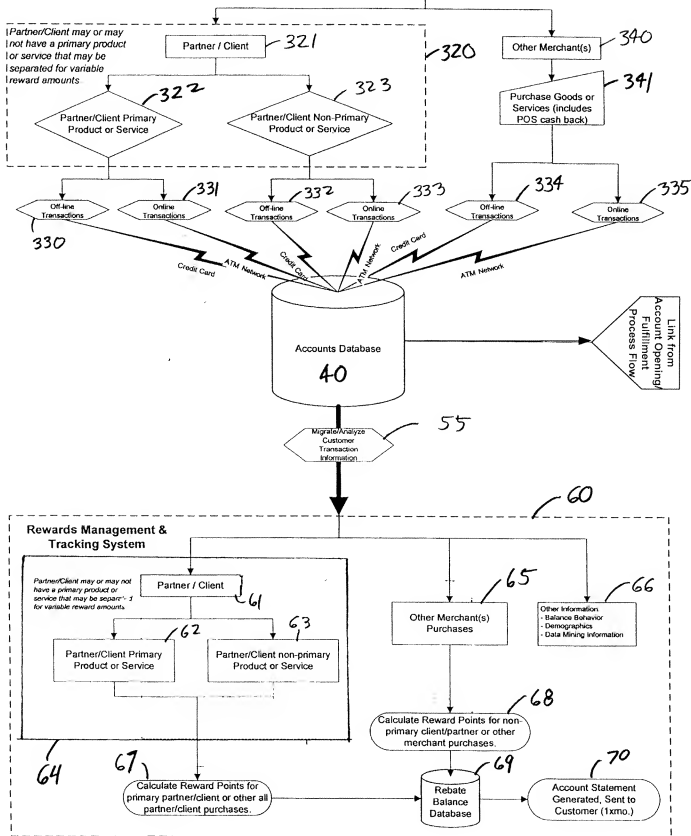 Partner/Client may or may
not have a primary product
or service that may be
separated for variable
reward amounts
Partner / Client
321
320
Other Merchant(s)
340
322
323
341
Partner/Client Primary
Product or Service
Partner/Client Non-Primary
Product or Service
Purchase Goods or
Services (includes
POS cash back)
Off-line
Transactions
330
Online
Transactions
331
Off-line
Transactions
332
Online
Transactions
333
Off-line
Transactions
334
Online
Transactions
335
Credit Card
ATM Network
Credit Card
ATM Network
Credit Card
ATM Network
Accounts Database
40
Link from
Account Opening/
Fulfillment
Process Flow
Migrate/Analyze
Customer
Transaction
Information
55
60
Rewards Management &
Tracking System
Partner/Client may or may not
have a primary product or
service that may be
for variable reward amounts
Partner / Client
61
62
63
Partner/Client Primary
Product or Service
Partner/Client non-primary
Product or Service
64
65
Other Merchant(s)
Purchases
66
Other Information
- Balance Behavior
- Demographics
- Data Mining Information
67
Calculate Reward Points for
primary partner/client or other all
partner/client purchases.
68
Calculate Reward Points for non-
primary client/partner or other
merchant purchases.
69
Rebate
Balance
Database
70
Account Statement
Generated, Sent to
Customer (1xmo.)